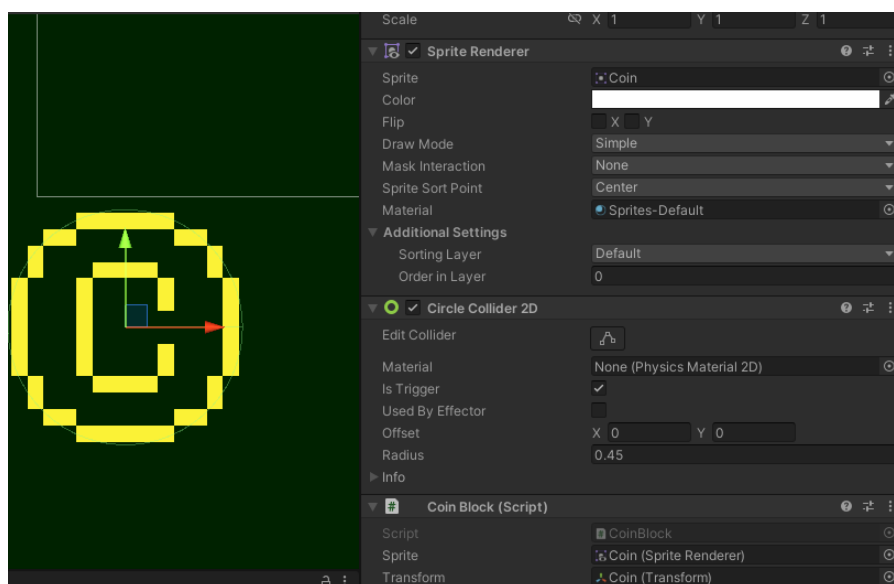 Scale X 1 Y 1 Z 1
Sprite Renderer
Sprite Coin
Color
Flip X Y
Draw Mode Simple
Mask Interaction None
Sprite Sort Point Center
Material Sprites-Default
Additional Settings
Sorting Layer Default
Order in Layer 0
Circle Collider 2D
Edit Collider
Material None (Physics Material 2D)
Is Trigger
Used By Effector
Offset X 0 Y 0
Radius 0.45
Info
# Coin Block (Script)
Script # CoinBlock
Sprite Coin (Sprite Renderer)
Transform Coin (Transform)
C